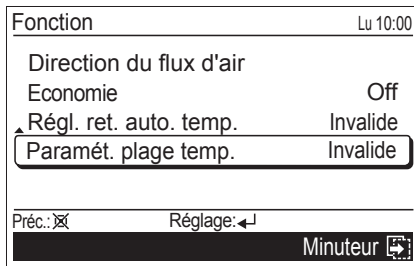 Fonction Lu 10:00
Direction du flux d'air
Economie Off
Régl. ret. auto. temp. Invalide
Paramét. plage temp. Invalide
Préc.: Réglage:
Minuteur